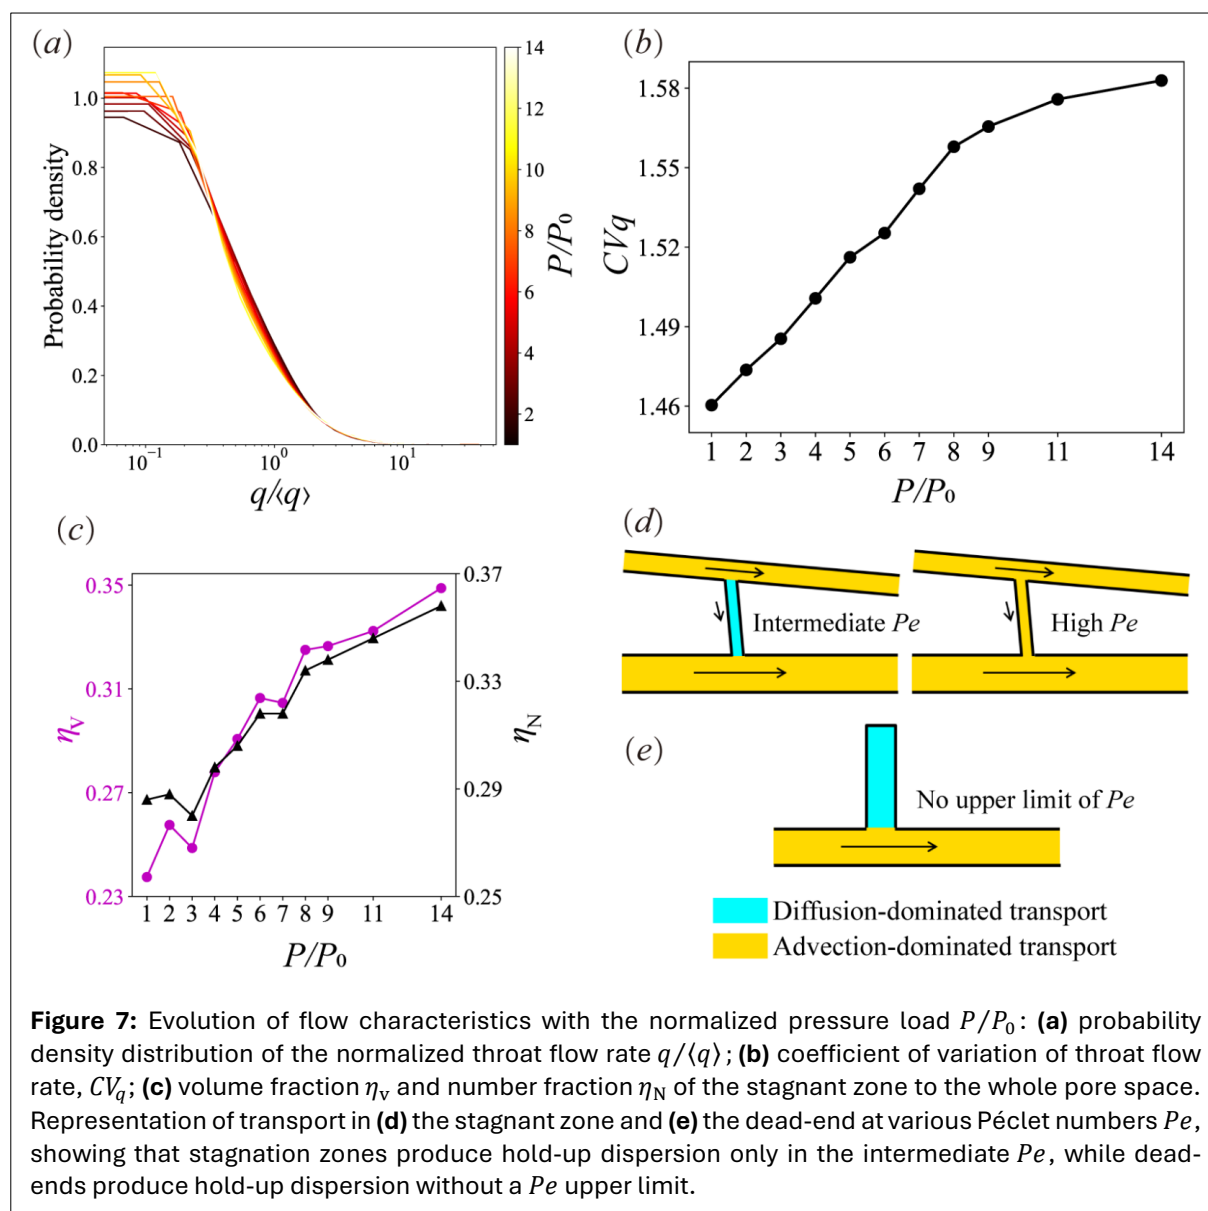 (a)
Probability density
1.0
0.8
0.6
0.4
0.2
0.0
10⁻¹
10⁰
10¹
q/⟨q⟩
14
12
10
8
6
4
2
P/P₀
(b)
CVq
1.58
1.55
1.52
1.49
1.46
1 2 3 4 5 6 7 8 9 11 14
P/P₀
(c)
η_V
0.35
0.31
0.27
0.23
0.37
0.33
0.29
0.25
η_N
1 2 3 4 5 6 7 8 9 11 14
P/P₀
(d)
Intermediate Pe
High Pe
(e)
No upper limit of Pe
Diffusion-dominated transport
Advection-dominated transport
Figure 7: Evolution of flow characteristics with the normalized pressure load P/P₀: (a) probability
density distribution of the normalized throat flow rate q/⟨q⟩; (b) coefficient of variation of throat flow
rate, CV_q; (c) volume fraction η_v and number fraction η_N of the stagnant zone to the whole pore space.
Representation of transport in (d) the stagnant zone and (e) the dead-end at various Péclet numbers Pe,
showing that stagnation zones produce hold-up dispersion only in the intermediate Pe, while dead-
ends produce hold-up dispersion without a Pe upper limit.